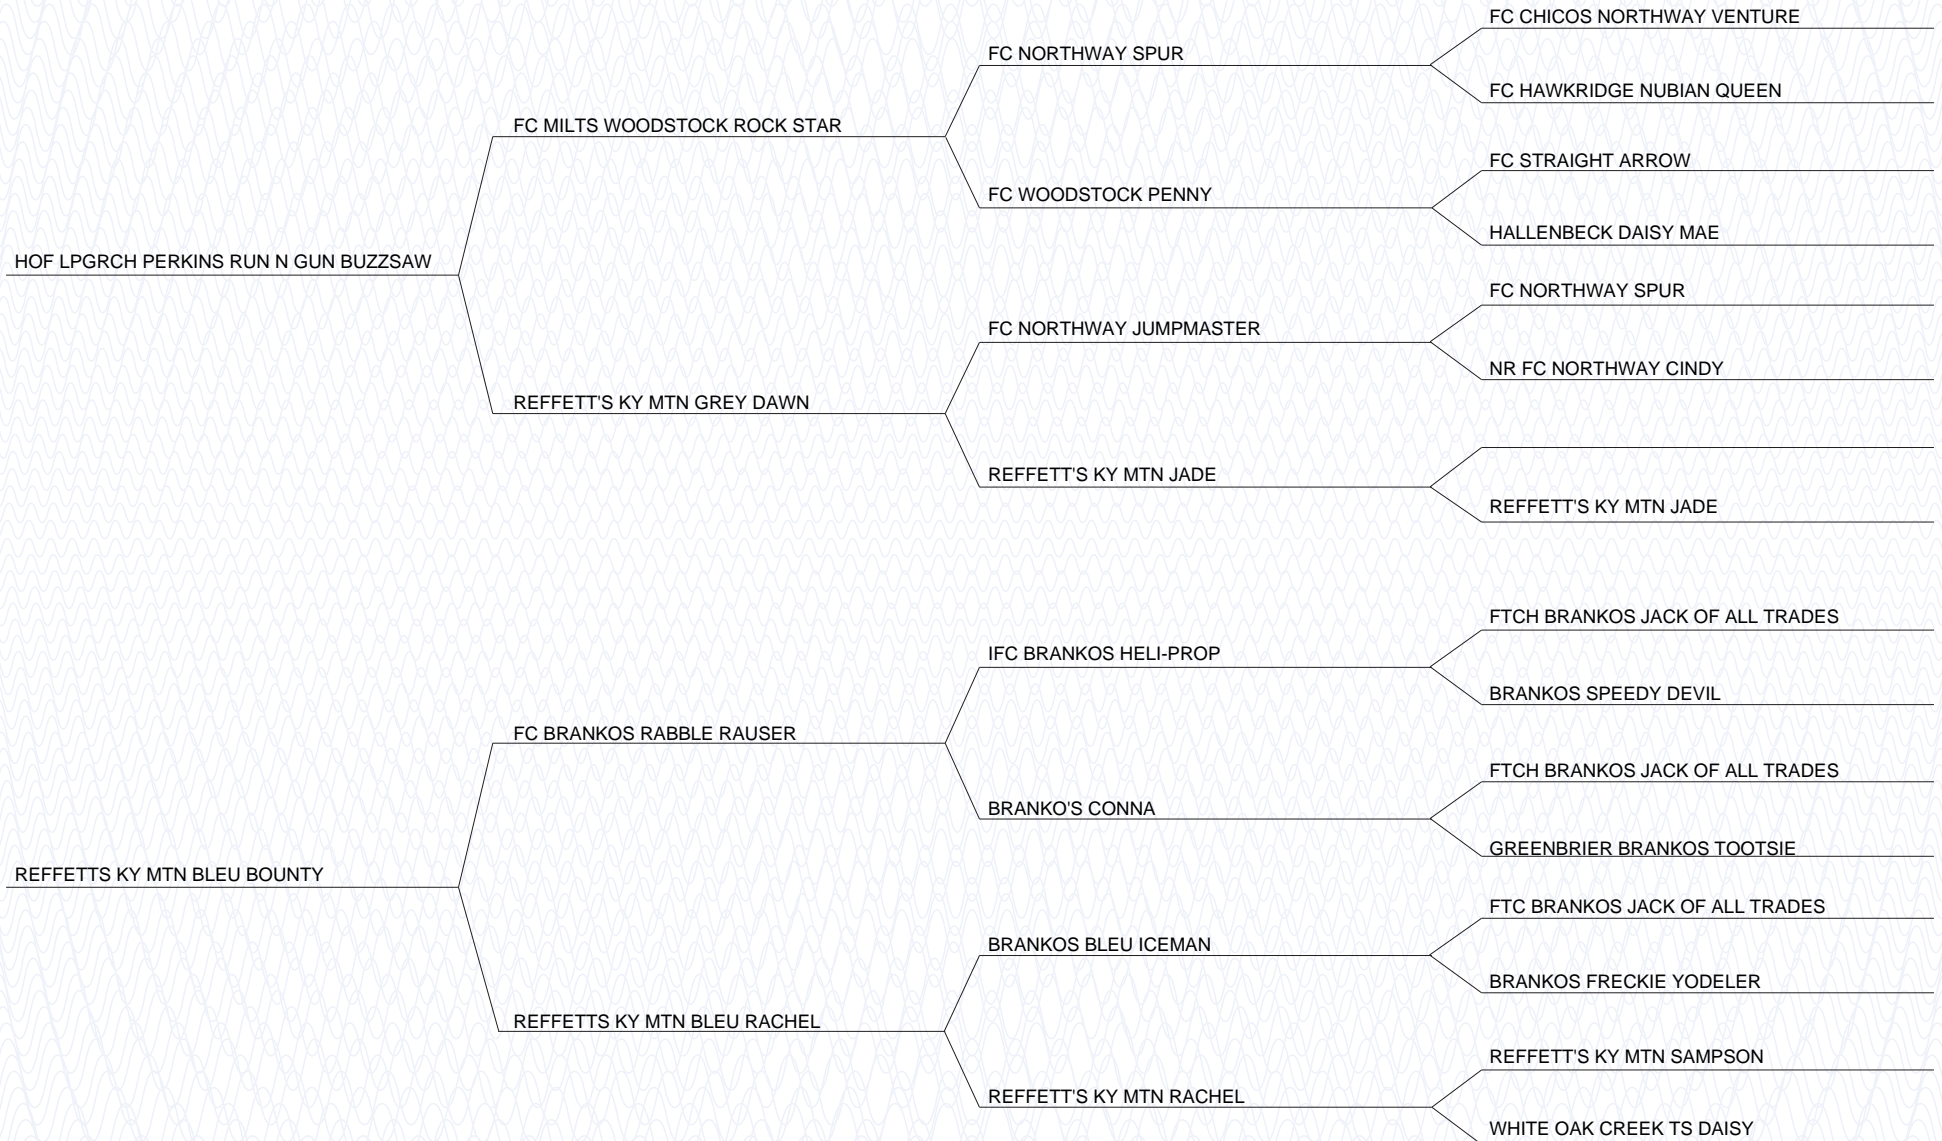 FC CHICOS NORTHWAY VENTURE
FC NORTHWAY SPUR
FC HAWKRIDGE NUBIAN QUEEN
FC MILTS WOODSTOCK ROCK STAR
FC STRAIGHT ARROW
FC WOODSTOCK PENNY
HALLENBECK DAISY MAE
HOF LPGRCH PERKINS RUN N GUN BUZZSAW
FC NORTHWAY SPUR
FC NORTHWAY JUMPMASTER
NR FC NORTHWAY CINDY
REFFETT'S KY MTN GREY DAWN
REFFETT'S KY MTN JADE
REFFETT'S KY MTN JADE
FTCH BRANKOS JACK OF ALL TRADES
IFC BRANKOS HELI-PROP
BRANKOS SPEEDY DEVIL
FC BRANKOS RABBLE RAUSER
FTCH BRANKOS JACK OF ALL TRADES
BRANKO'S CONNA
GREENBRIER BRANKOS TOOTSIE
REFFETTS KY MTN BLEU BOUNTY
FTC BRANKOS JACK OF ALL TRADES
BRANKOS BLEU ICEMAN
BRANKOS FRECKIE YODELER
REFFETTS KY MTN BLEU RACHEL
REFFETT'S KY MTN SAMPSON
REFFETT'S KY MTN RACHEL
WHITE OAK CREEK TS DAISY